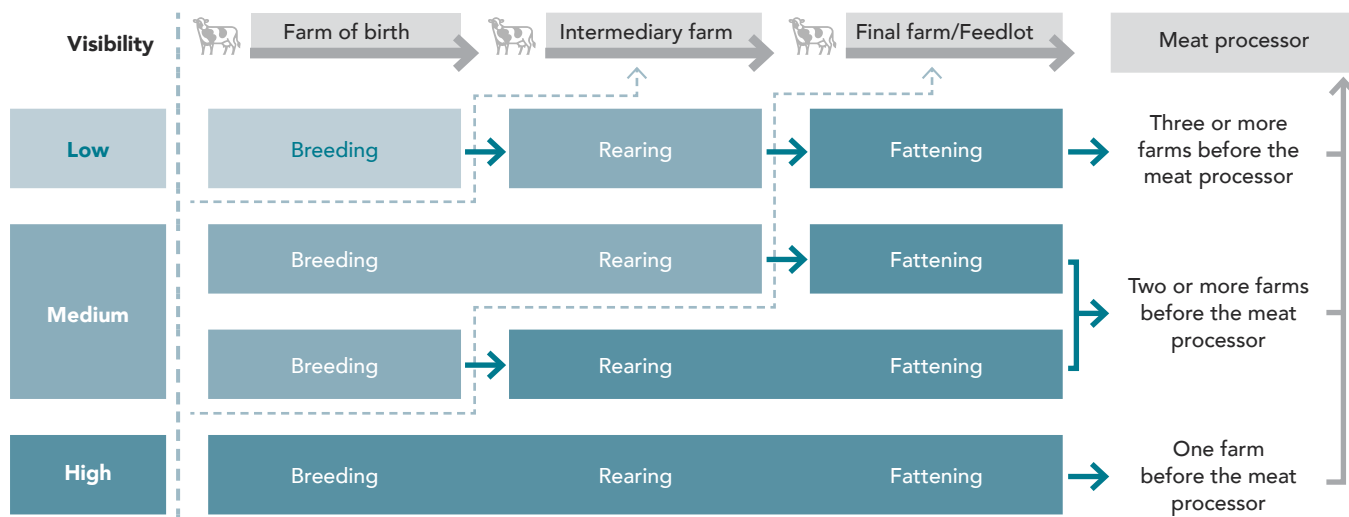 Visibility
Farm of birth
Intermediary farm
Final farm/Feedlot
Meat processor
Low
Breeding
Rearing
Fattening
Three or more
farms before the
meat processor
Medium
Breeding
Rearing
Fattening
Breeding
Rearing
Fattening
Two or more farms
before the meat
processor
High
Breeding
Rearing
Fattening
One farm
before the meat
processor